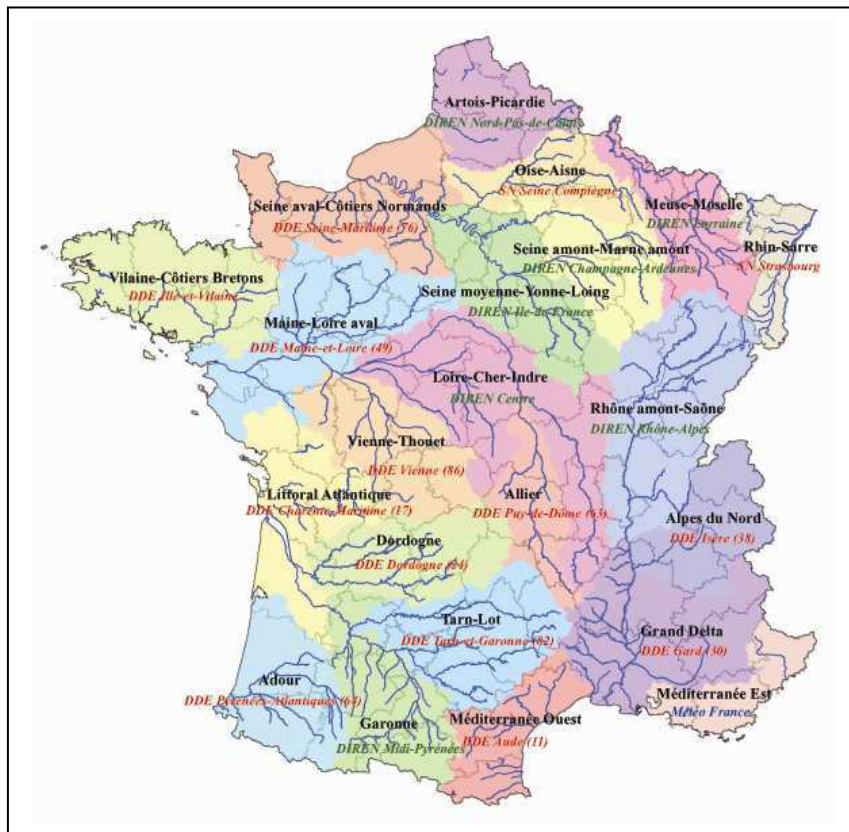 Artois-Picardie
DIREN Nord-Pas-de-Calais
Oise-Aisne
SN Seine Compiègne
Seine aval-Côtiers Normands
DDE Seine-Maritime (76)
Meuse-Moselle
DIREN Lorraine
Rhin-Sarre
SN Strasbourg
Seine amont-Marne amont
DIREN Champagne-Ardennes
Vilaine-Côtiers Bretons
DDE Ille-et-Vilaine
Seine moyenne-Yonne-Loing
DIREN Ile-de-France
Maine-Loire aval
DDE Maine-et-Loire (49)
Loire-Cher-Indre
DIREN Centre
Rhône amont-Saône
DIREN Rhône-Alpes
Vienne-Thouet
DDE Vienne (86)
Littoral Atlantique
DDE Charente-Maritime (17)
Allier
DDE Puy-de-Dôme (63)
Alpes du Nord
DDE Isère (38)
Dordogne
DDE Dordogne (24)
Tarn-Lot
DDE Tarn-et-Garonne (82)
Grand Delta
DDE Gard (30)
Adour
DDE Pyrénées-Atlantiques (64)
Méditerranée Est
Météo France
Garonne
DIREN Midi-Pyrénées
Méditerranée Ouest
DDE Aude (11)